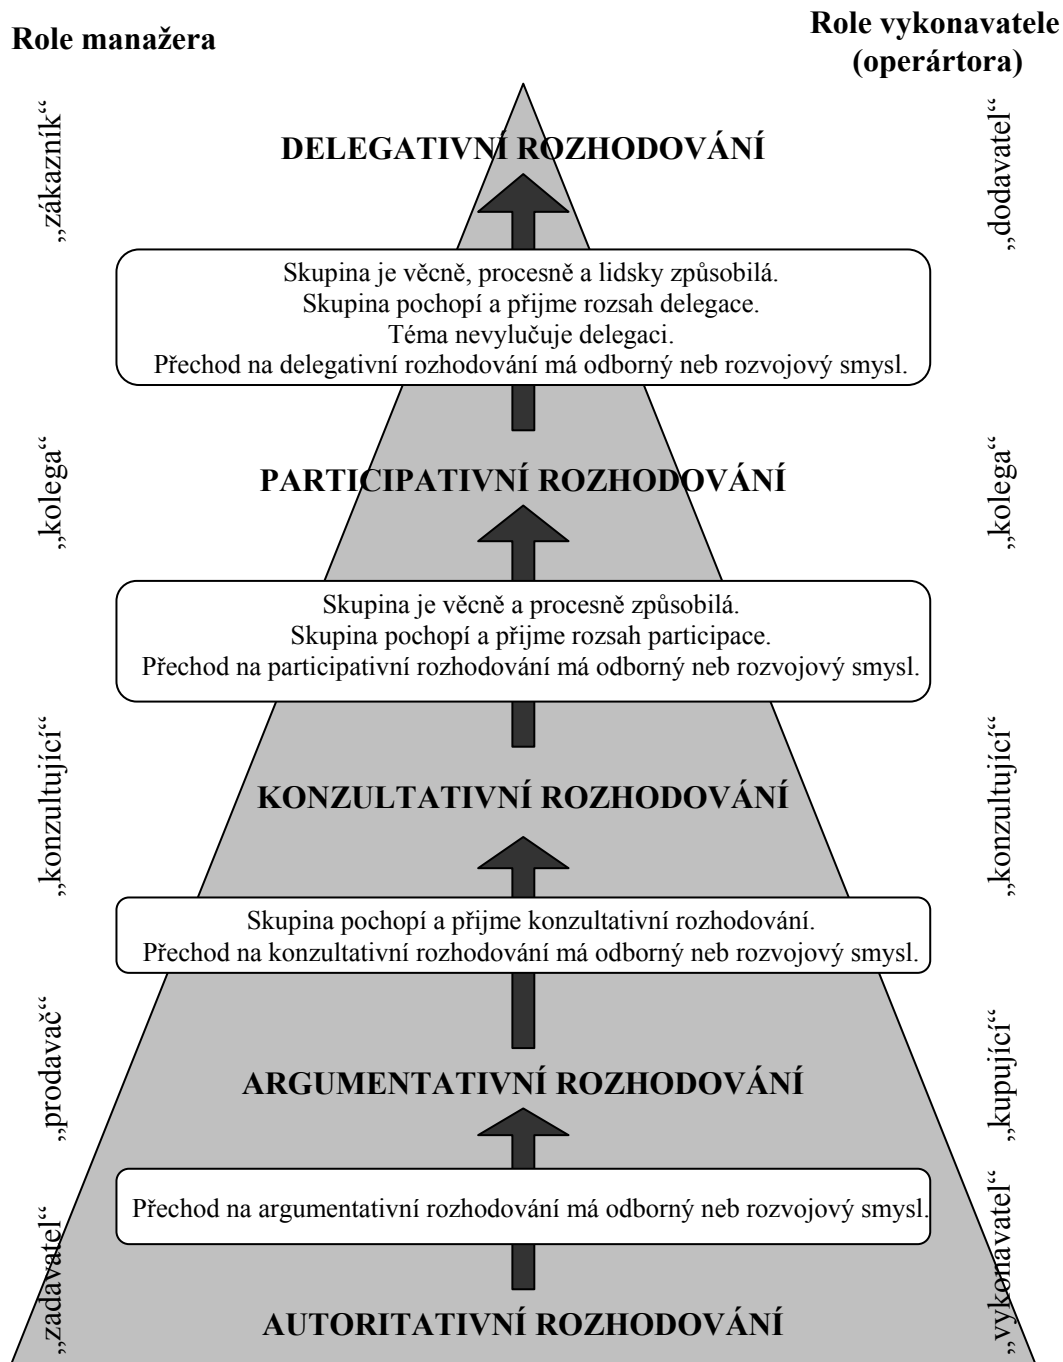 Role manažera
Role vykonavatele
(operártora)
„zákazník“
DELEGATIVNÍ ROZHODOVÁNÍ
„dodavatel“
Skupina je věcně, procesně a lidsky způsobilá.
Skupina pochopí a přijme rozsah delegace.
Téma nevylučuje delegaci.
Přechod na delegativní rozhodování má odborný neb rozvojový smysl.
„kolega“
PARTICIPATIVNÍ ROZHODOVÁNÍ
„kolega“
Skupina je věcně a procesně způsobilá.
Skupina pochopí a přijme rozsah participace.
Přechod na participativní rozhodování má odborný neb rozvojový smysl.
„konzultující“
KONZULTATIVNÍ ROZHODOVÁNÍ
„konzultující“
Skupina pochopí a přijme konzultativní rozhodování.
Přechod na konzultativní rozhodování má odborný neb rozvojový smysl.
„prodavač“
ARGUMENTATIVNÍ ROZHODOVÁNÍ
„kupující“
Přechod na argumentativní rozhodování má odborný neb rozvojový smysl.
„zadavatel“
AUTORITATIVNÍ ROZHODOVÁNÍ
„vykonavatel“